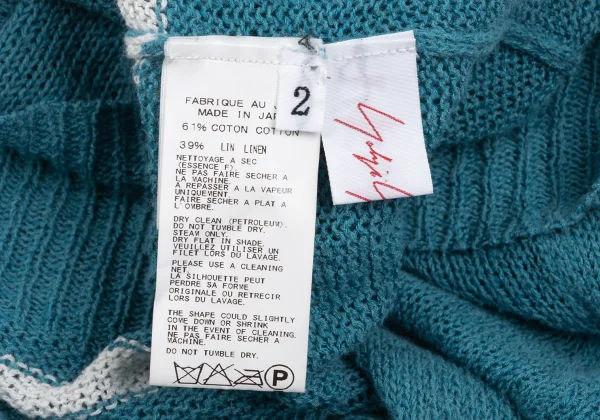 FABRIQUE AU
MADE IN
61% COTON COTTON
39% LIN LINEN
NETTOYAGE A SEC
(ESSENCE F)
NE PAS FAIRE SECHER A
LA MACHINE.
A REPASSER A LA VAPEUR
UNIQUEMENT
FAIRE SECHER A PLAT A
L'OMBRE.
DRY CLEAN (PETROLEUM).
DO NOT TUMBLE DRY.
STEAM ONLY.
DRY FLAT IN SHADE.
VEUILLEZ UTILISER UN
FILET LORS DU LAVAGE.
PLEASE USE A CLEANING
NET.
LA SILHOUETTE PEUT
PERDRE SA FORME
ORIGINALE OU RETRECIR
LORS DU LAVAGE.
THE SHAPE COULD SLIGHTLY
COME DOWN OR SHRINK
IN THE EVENT OF CLEANING.
NE PAS FAIRE SECHER A
MACHINE.
DO NOT TUMBLE DRY.
A 2 P
2